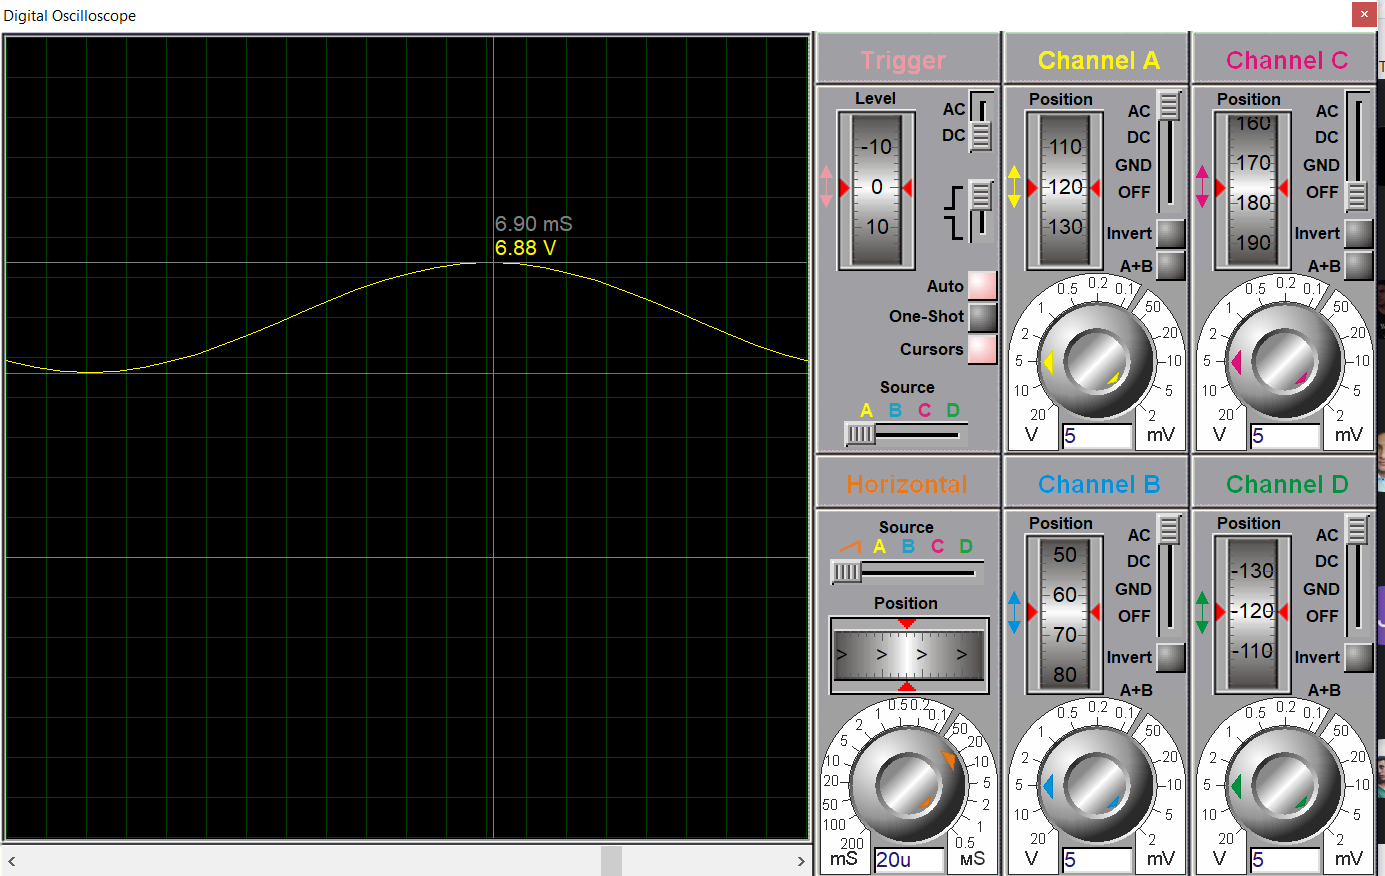 Digital Oscilloscope
×
T
6.90 mS
6.88 V
< >
Trigger
Level
-10
0
10
AC
DC
Auto
One-Shot
Cursors
Source
A B C D
Channel A
Position
110
120
130
AC
DC
GND
OFF
Invert
A+B
20
10
5
2
1
0.5
0.2
0.1
50
20
10
5
2
V
5
mV
Channel C
Position
160
170
180
190
AC
DC
GND
OFF
Invert
A+B
20
10
5
2
1
0.5
0.2
0.1
50
20
10
5
2
V
5
mV
Horizontal
Source
A B C D
Position
> > > >
200
100
50
20
10
5
2
1
0.5
0.2
0.1
50
20
10
5
2
1
0.5
mS
20u
мS
Channel B
Position
50
60
70
80
AC
DC
GND
OFF
Invert
A+B
20
10
5
2
1
0.5
0.2
0.1
50
20
10
5
2
V
5
mV
Channel D
Position
-130
-120
-110
AC
DC
GND
OFF
Invert
A+B
20
10
5
2
1
0.5
0.2
0.1
50
20
10
5
2
V
5
mV